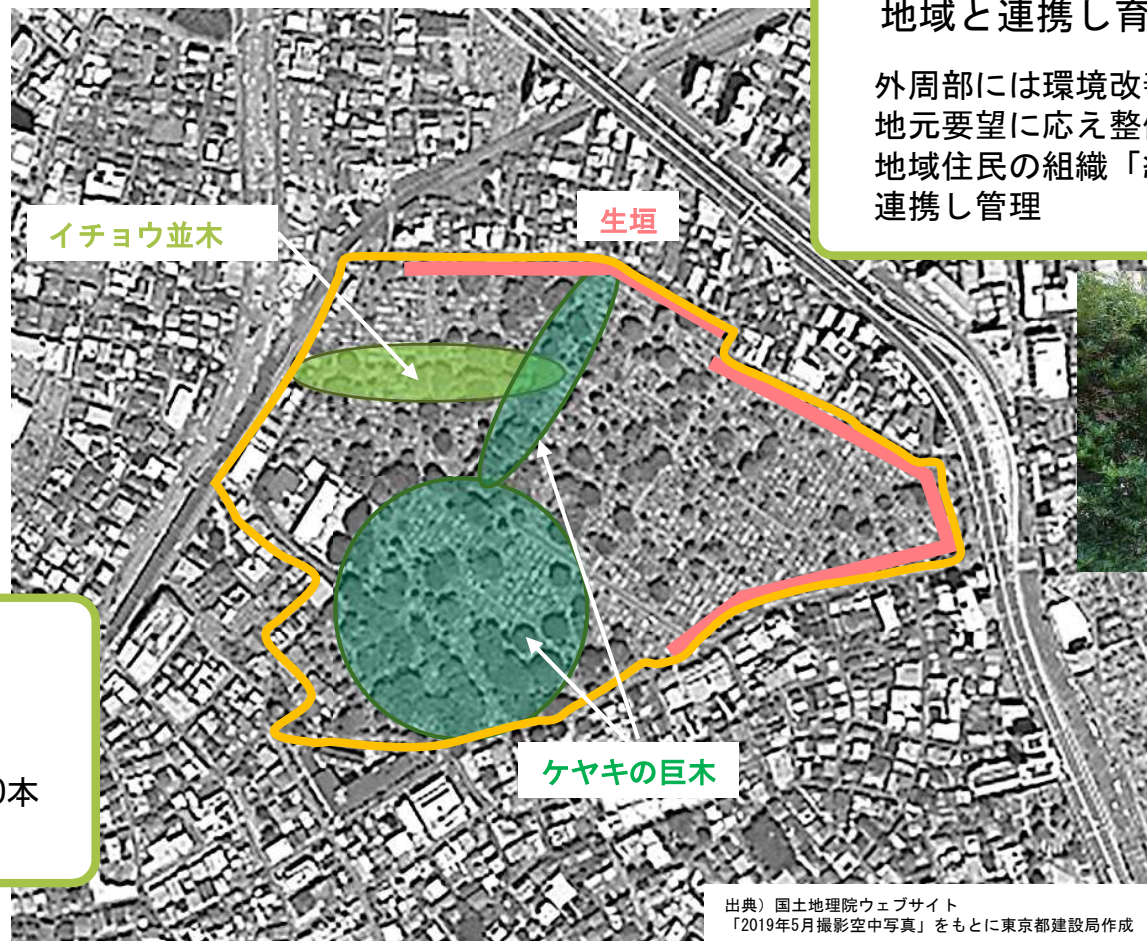 地域と連携し育
外周部には環境改
地元要望に応え整
地域住民の組織「
連携し管理
イチョウ並木
生垣
ケヤキの巨木
0本
出典）国土地理院ウェブサイト
「2019年5月撮影空中写真」をもとに東京都建設局作成